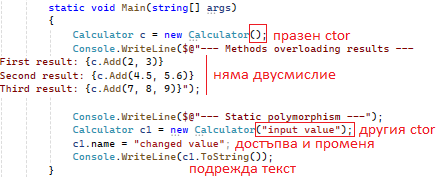 static void Main(string[] args)
{
Calculator c = new Calculator(); празен ctor
Console.WriteLine($@"--- Methods overloading results ---
First result: {c.Add(2, 3)}
Second result: {c.Add(4.5, 5.6)} няма двусмислие
Third result: {c.Add(7, 8, 9)}");
Console.WriteLine($@"--- Static polymorphism ---");
Calculator c1 = new Calculator("input value"); другия ctor
c1.name = "changed value"; достъпва и променя
Console.WriteLine(c1.ToString());
подрежда текст